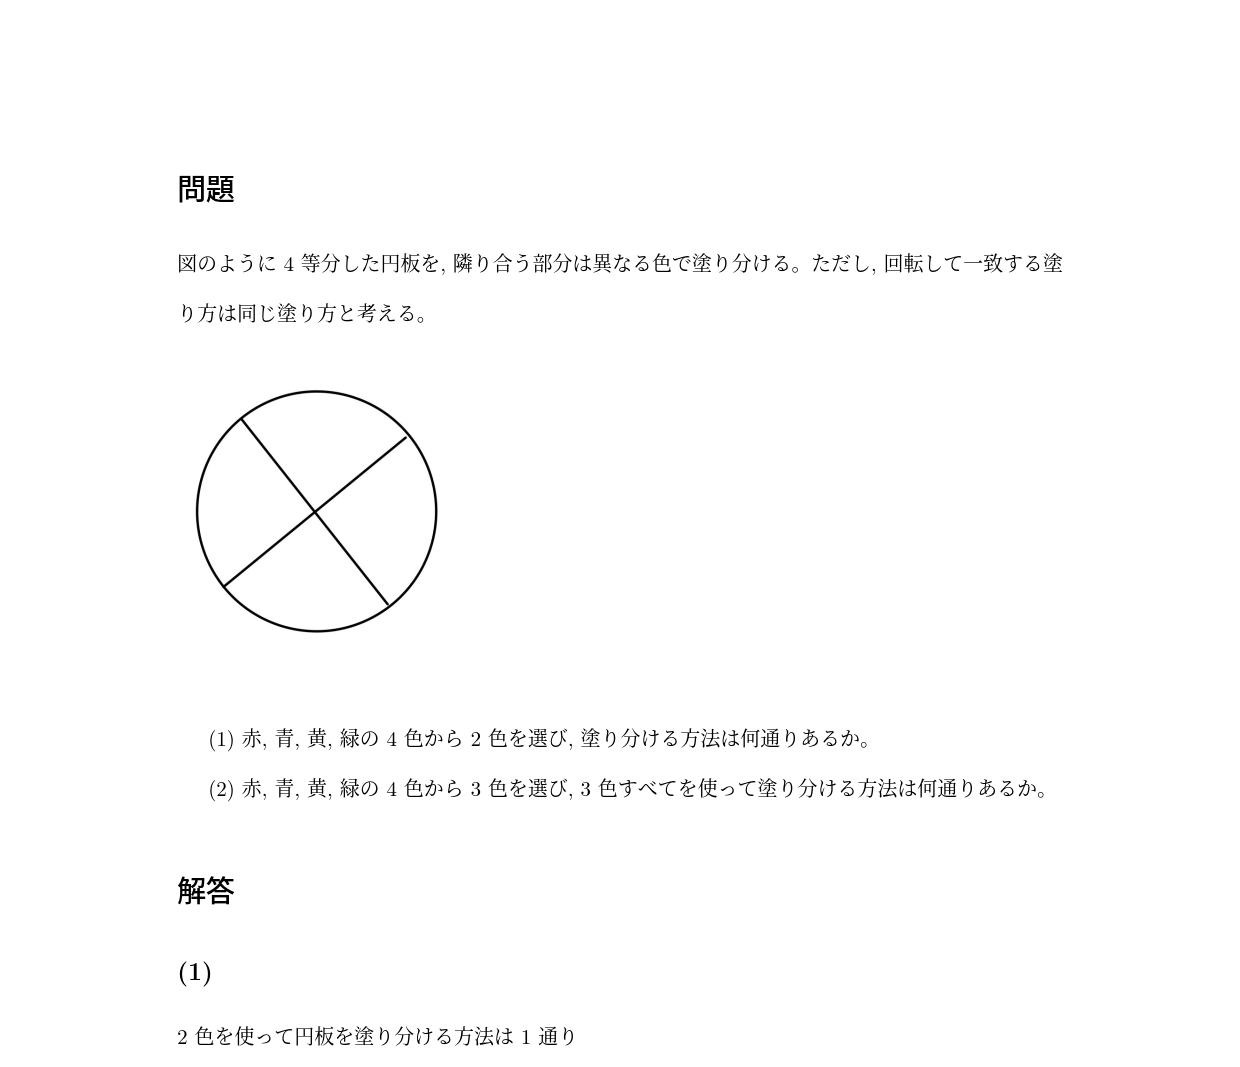 問題
図のように 4 等分した円板を, 隣り合う部分は異なる色で塗り分ける。ただし, 回転して一致する塗
り方は同じ塗り方と考える。
(1) 赤, 青, 黄, 緑の 4 色から 2 色を選び, 塗り分ける方法は何通りあるか。
(2) 赤, 青, 黄, 緑の 4 色から 3 色を選び, 3 色すべてを使って塗り分ける方法は何通りあるか。
解答
(1)
2 色を使って円板を塗り分ける方法は 1 通り